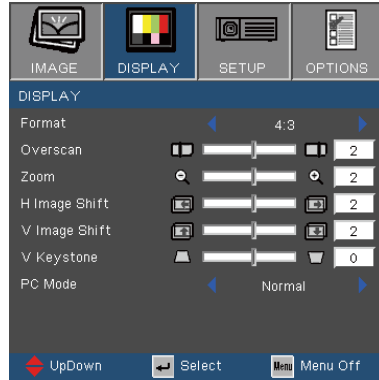 IMAGE DISPLAY SETUP OPTIONS
DISPLAY
Format 4:3
Overscan 2
Zoom 2
H Image Shift 2
V Image Shift 2
V Keystone 0
PC Mode Normal
UpDown Select Menu Menu Off